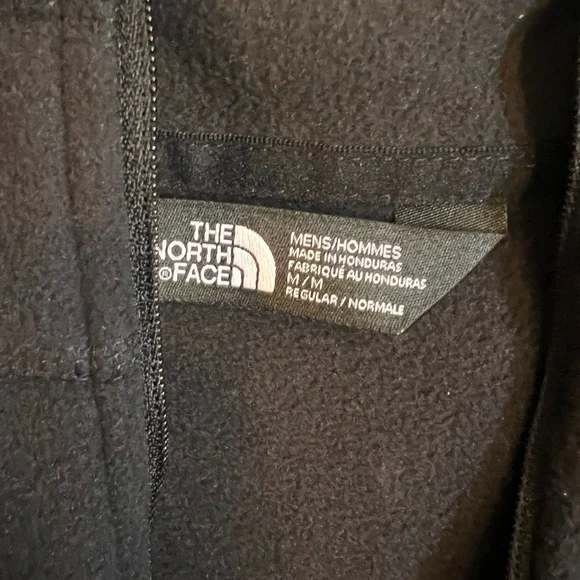 THE
NORTH
®FACE
MENS/HOMMES
MADE IN HONDURAS
FABRIQUÉ AU HONDURAS
M/M
REGULAR / NORMALE